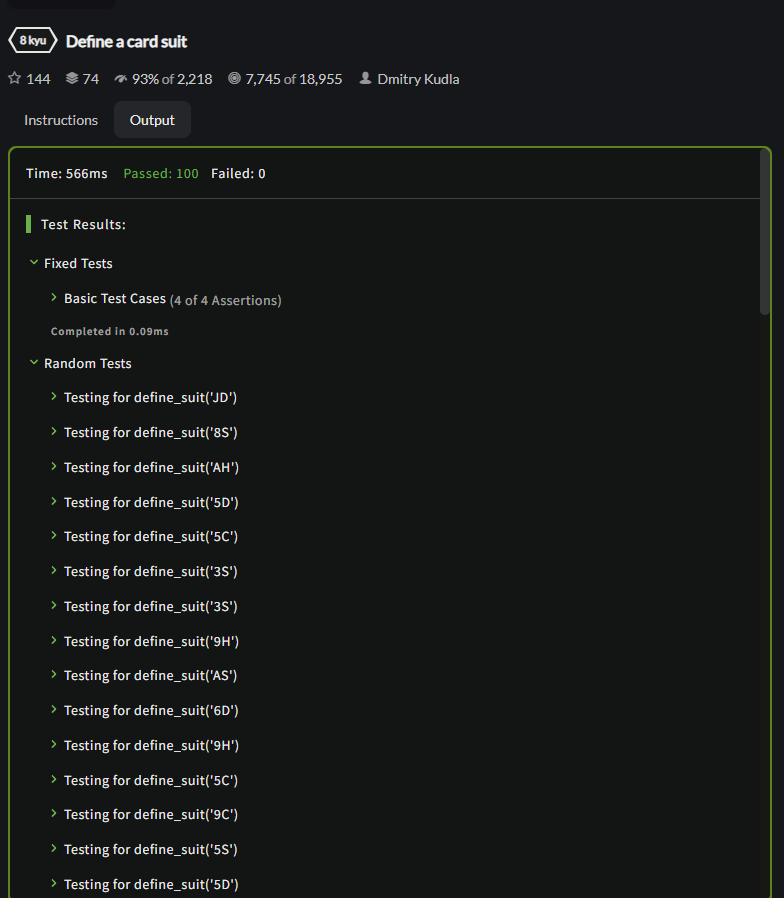 8 kyu Define a card suit
144 74 93% of 2,218 7,745 of 18,955 Dmitry Kudla
Instructions Output
Time: 566ms Passed: 100 Failed: 0
Test Results:
Fixed Tests
Basic Test Cases (4 of 4 Assertions)
Completed in 0.09ms
Random Tests
Testing for define_suit('JD')
Testing for define_suit('8S')
Testing for define_suit('AH')
Testing for define_suit('5D')
Testing for define_suit('5C')
Testing for define_suit('3S')
Testing for define_suit('3S')
Testing for define_suit('9H')
Testing for define_suit('AS')
Testing for define_suit('6D')
Testing for define_suit('9H')
Testing for define_suit('5C')
Testing for define_suit('9C')
Testing for define_suit('5S')
Testing for define_suit('5D')